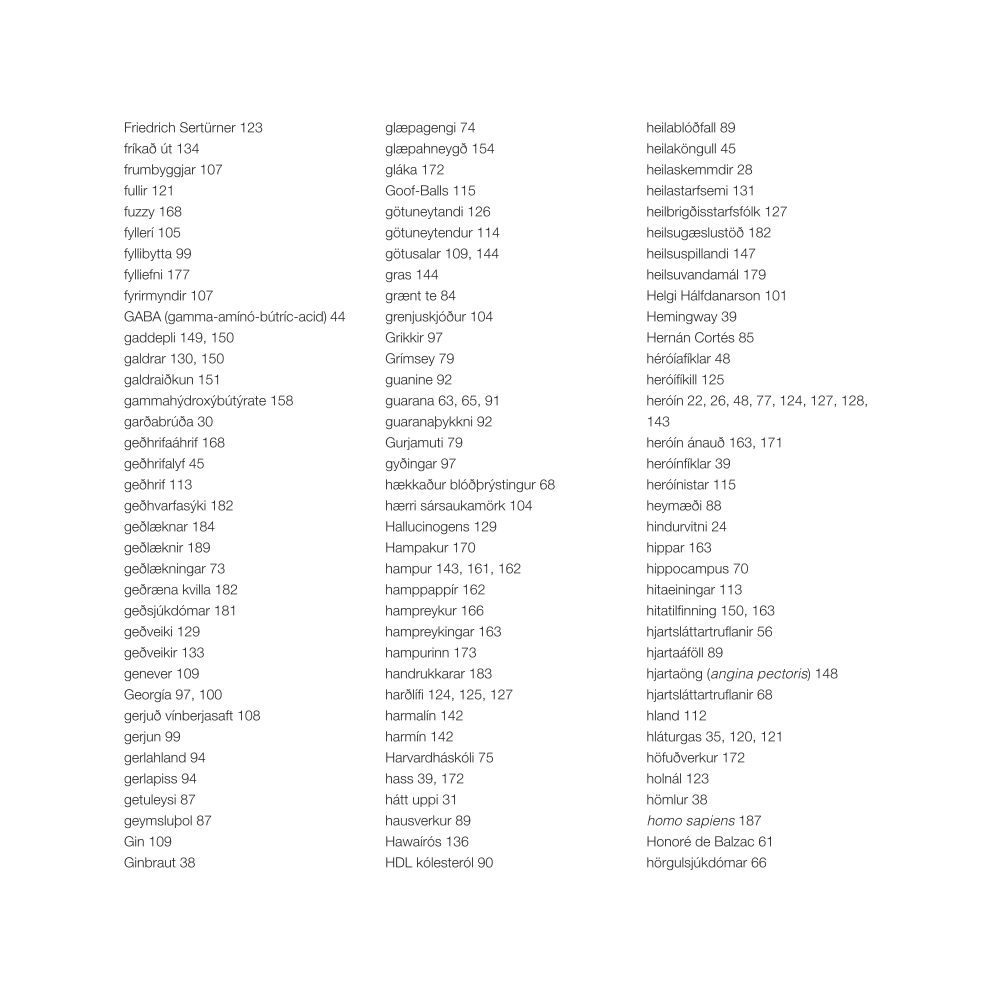 Friedrich Sertürner 123
fríkað út 134
frumbyggjar 107
fullir 121
fuzzy 168
fyllerí 105
fyllibytta 99
fylliefni 177
fyrirmyndir 107
GABA (gamma-amínó-bútríc-acid) 44
gaddepli 149, 150
galdrar 130, 150
galdraiðkun 151
gammahýdroxýbútýrate 158
garðabrúða 30
geðhrifaáhrif 168
geðhrifalyf 45
geðhrif 113
geðhvarfasýki 182
geðlæknar 184
geðlæknir 189
geðlækningar 73
geðræna kvilla 182
geðsjúkdómar 181
geðveiki 129
geðveikir 133
genever 109
Georgía 97, 100
gerjuð vínberjasaft 108
gerjun 99
gerlahland 94
gerlapiss 94
getuleysi 87
geymsluþol 87
Gin 109
Ginbraut 38
glæpagengi 74
glæpahneygð 154
gláka 172
Goof-Balls 115
götuneytandi 126
götuneytendur 114
götusalar 109, 144
gras 144
grænt te 84
grenjuskjóður 104
Grikkir 97
Grímsey 79
guanine 92
guarana 63, 65, 91
guaranaþykkni 92
Gurjamuti 79
gyðingar 97
hækkaður blóðþrýstingur 68
hærri sársaukamörk 104
Hallucinogens 129
Hampakur 170
hampur 143, 161, 162
hamppappír 162
hampreykur 166
hampreykingar 163
hampurinn 173
handrukkarar 183
harðlífi 124, 125, 127
harmalín 142
harmín 142
Harvardháskóli 75
hass 39, 172
hátt uppi 31
hausverkur 89
Hawaírós 136
HDL kólesteról 90
heilablóðfall 89
heilaköngull 45
heilaskemmdir 28
heilastarfsemi 131
heilbrigðisstarfsfólk 127
heilsugæslustöð 182
heilsuspillandi 147
heilsuvandamál 179
Helgi Hálfdanarson 101
Hemingway 39
Hernán Cortés 85
héróíafíklar 48
heróífíkill 125
heróín 22, 26, 48, 77, 124, 127, 128,
143
heróín ánauð 163, 171
heróínfíklar 39
heróínistar 115
heymæði 88
hindurvitni 24
hippar 163
hippocampus 70
hitaeiningar 113
hitatilfinning 150, 163
hjartsláttartruflanir 56
hjartaáföll 89
hjartaöng (angina pectoris) 148
hjartsláttartruflanir 68
hland 112
hláturgas 35, 120, 121
höfuðverkur 172
holnál 123
hömlur 38
homo sapiens 187
Honoré de Balzac 61
hörgulsjúkdómar 66